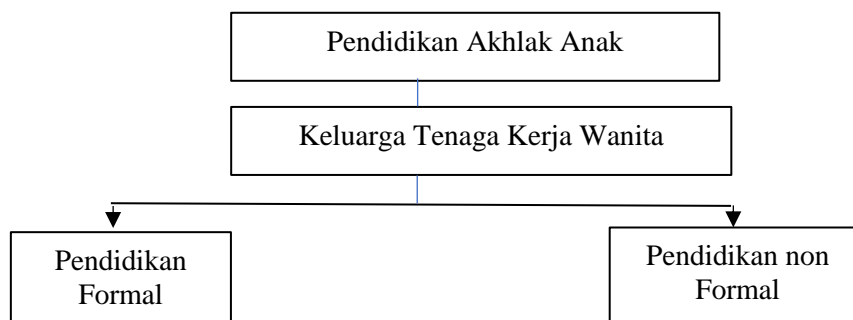 Pendidikan Akhlak Anak
Keluarga Tenaga Kerja Wanita
Pendidikan
Formal
Pendidikan non
Formal